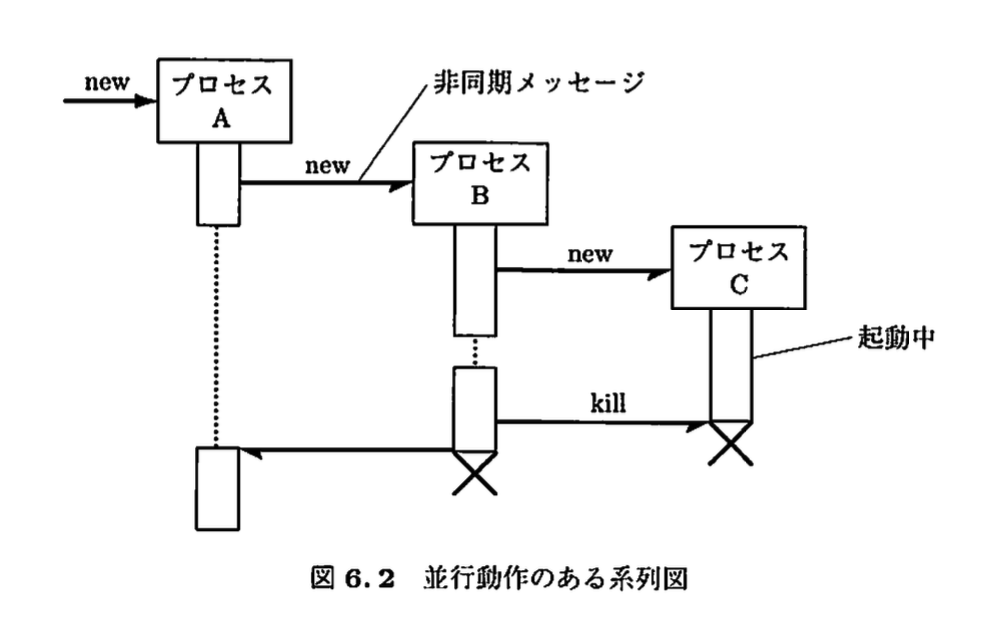 new
プロセス
A
非同期メッセージ
new
プロセス
B
new
プロセス
C
起動中
kill
図 6.2 並行動作のある系列図